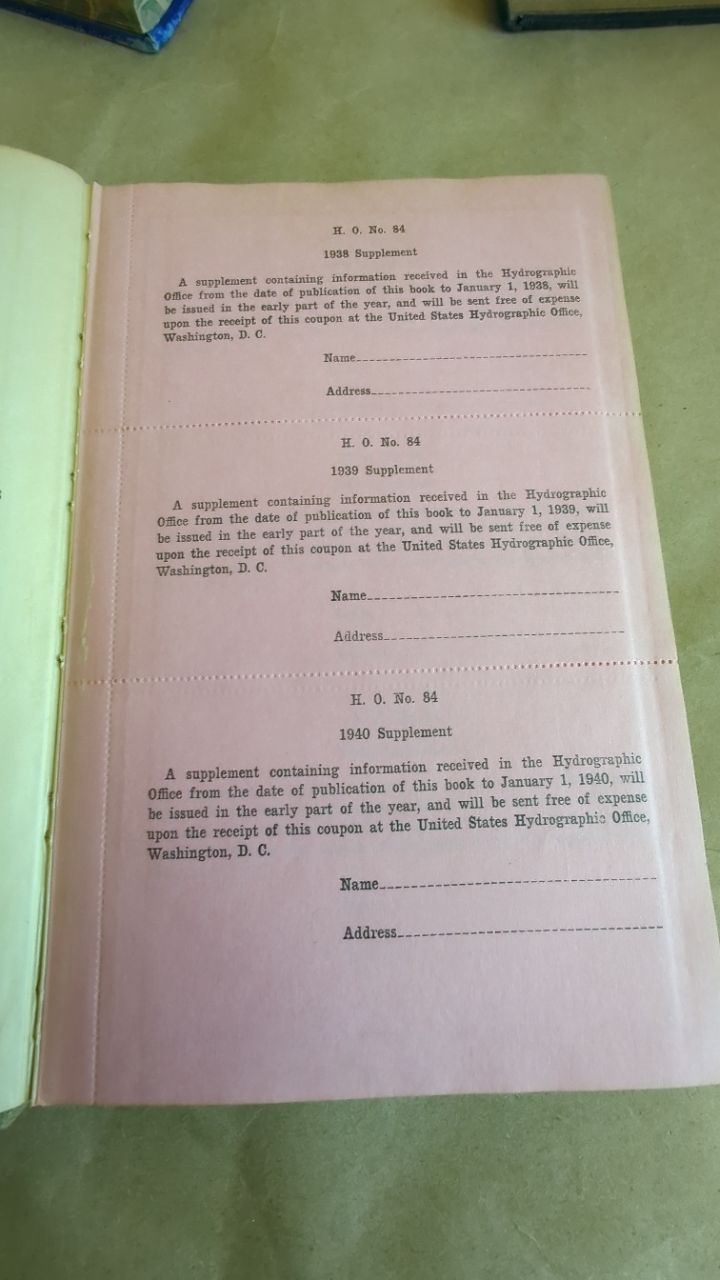 H. O. No. 84
1938 Supplement
A supplement containing information received in the Hydrographic
Office from the date of publication of this book to January 1, 1938, will
be issued in the early part of the year, and will be sent free of expense
upon the receipt of this coupon at the United States Hydrographic Office,
Washington, D. C.
Name
Address
H. O. No. 84
1939 Supplement
A supplement containing information received in the Hydrographic
Office from the date of publication of this book to January 1, 1939, will
be issued in the early part of the year, and will be sent free of expense
upon the receipt of this coupon at the United States Hydrographic Office,
Washington, D. C.
Name
Address
H. O. No. 84
1940 Supplement
A supplement containing information received in the Hydrographic
Office from the date of publication of this book to January 1, 1940, will
be issued in the early part of the year, and will be sent free of expense
upon the receipt of this coupon at the United States Hydrographic Office,
Washington, D. C.
Name
Address